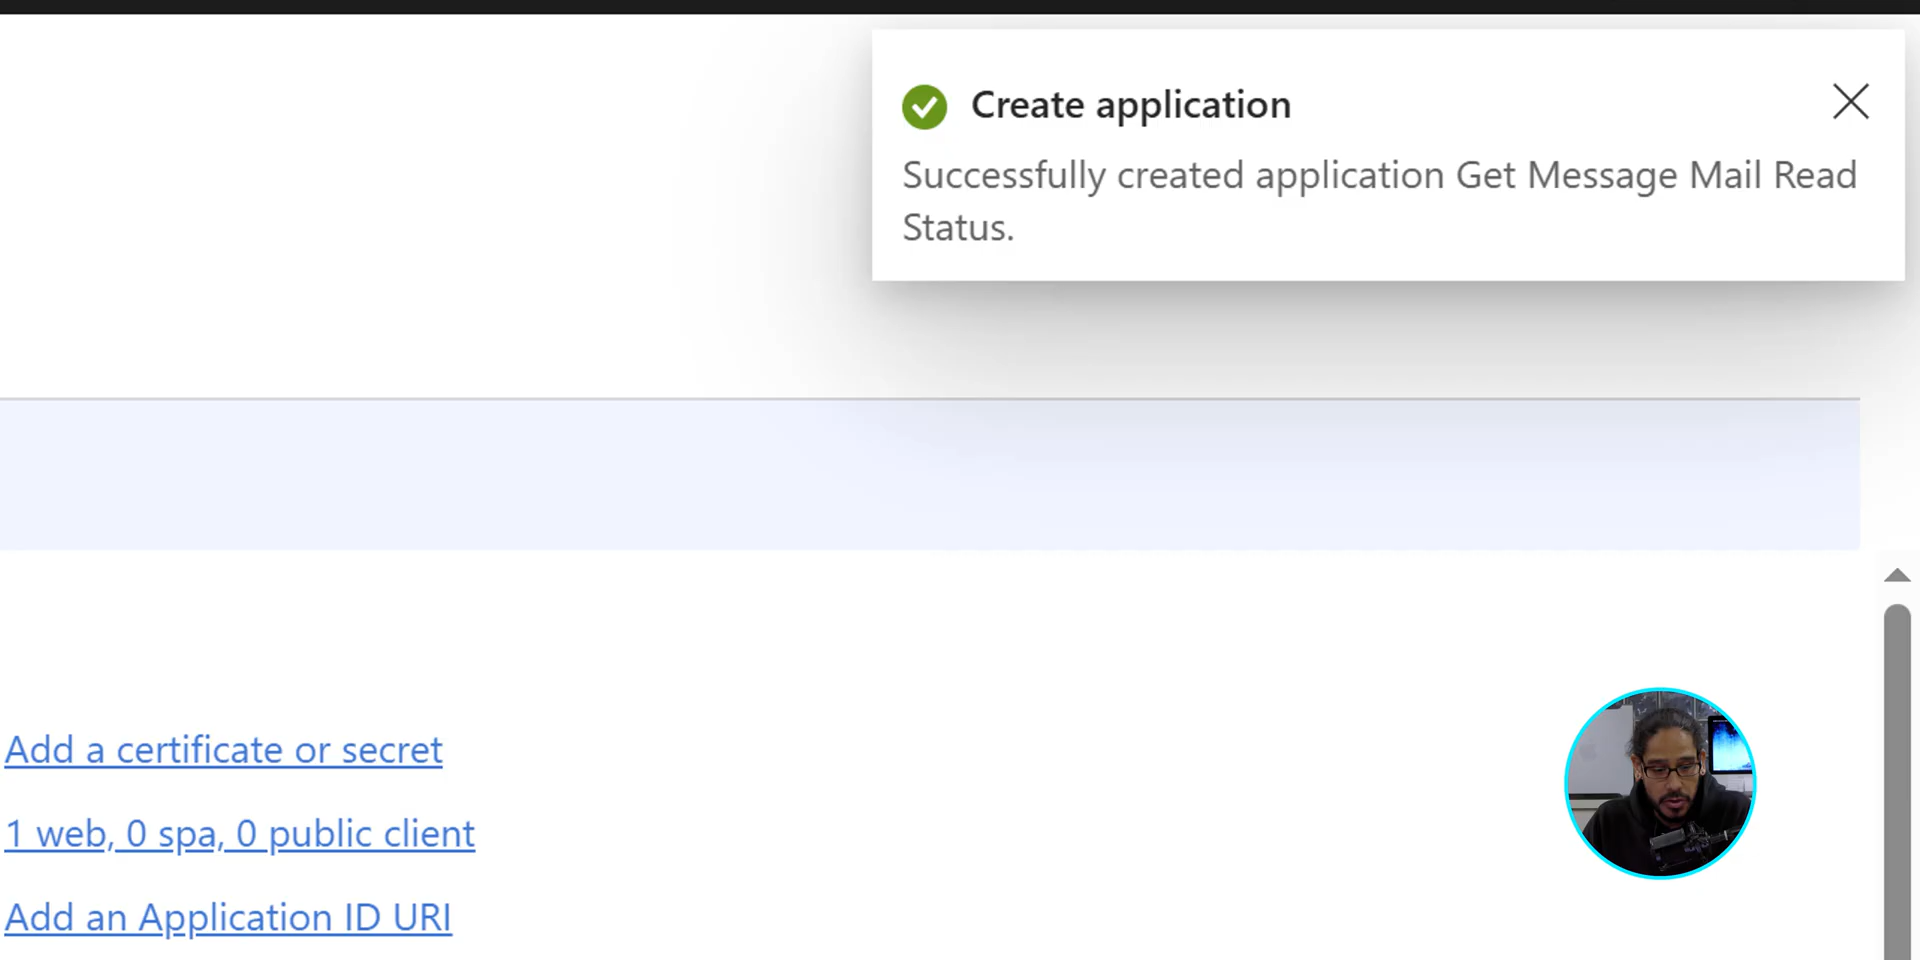 Create application
Successfully created application Get Message Mail Read
Status.
Add a certificate or secret
1 web, 0 spa, 0 public client
Add an Application ID URI